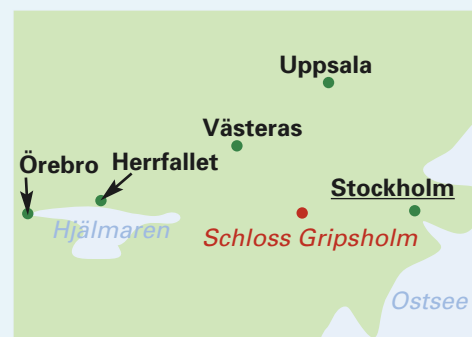 Uppsala
Västeras
Örebro
Herrfallet
Stockholm
Hjälmaren
Schloss Gripsholm
Ostsee